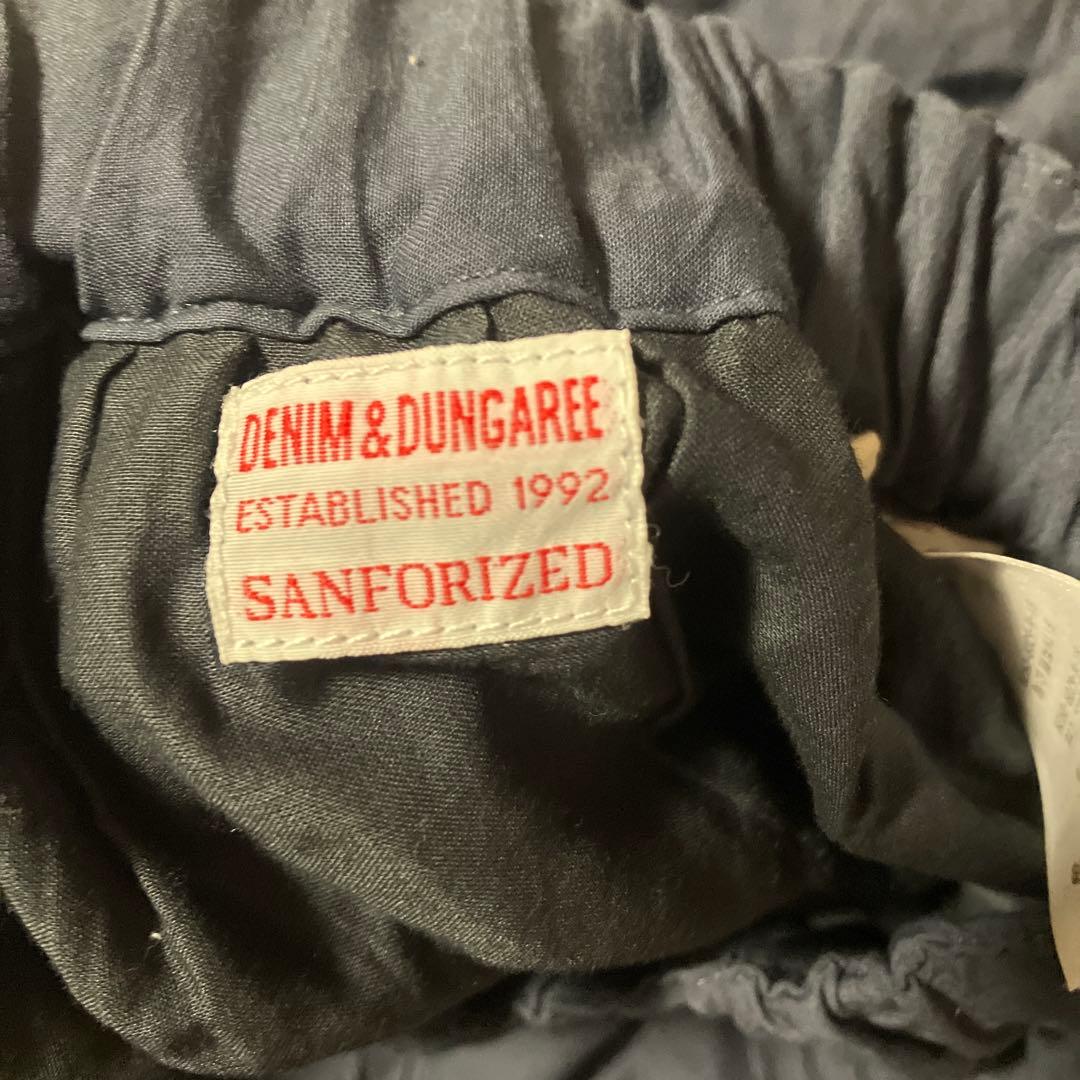 DENIM & DUNGAREE
ESTABLISHED 1992
SANFORIZED